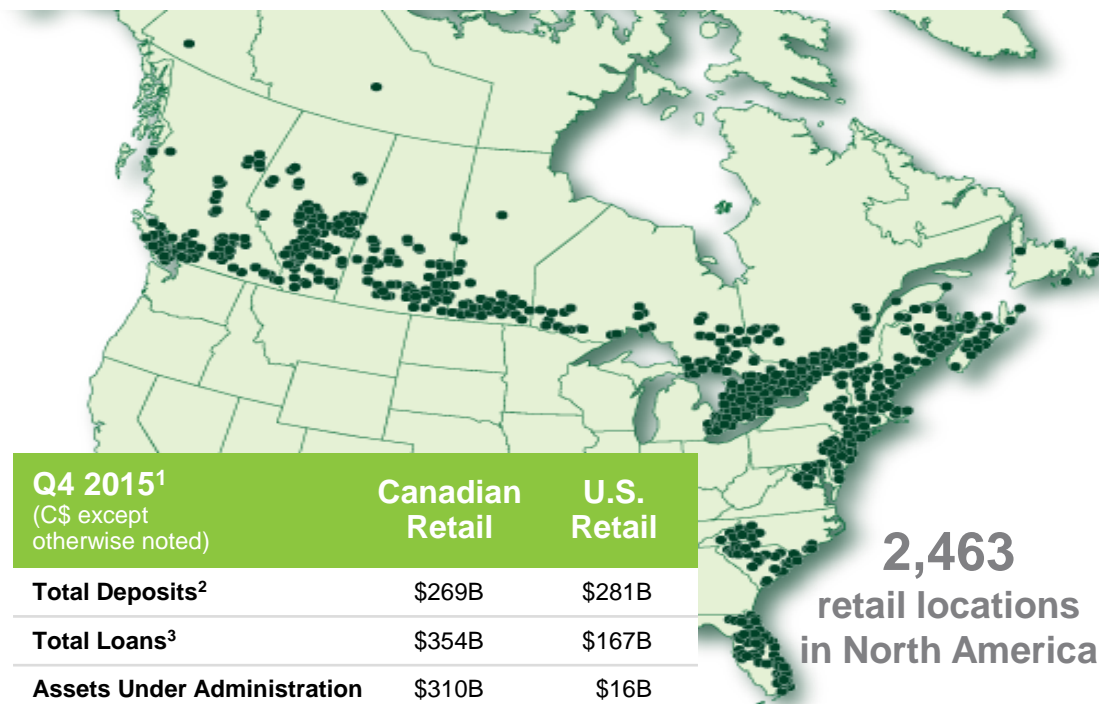 Q4 2015¹
(C$ except
otherwise noted)
Canadian
Retail
U.S.
Retail
Total Deposits² $269B $281B
Total Loans³ $354B $167B
Assets Under Administration $310B $16B
2,463
retail locations
in North America